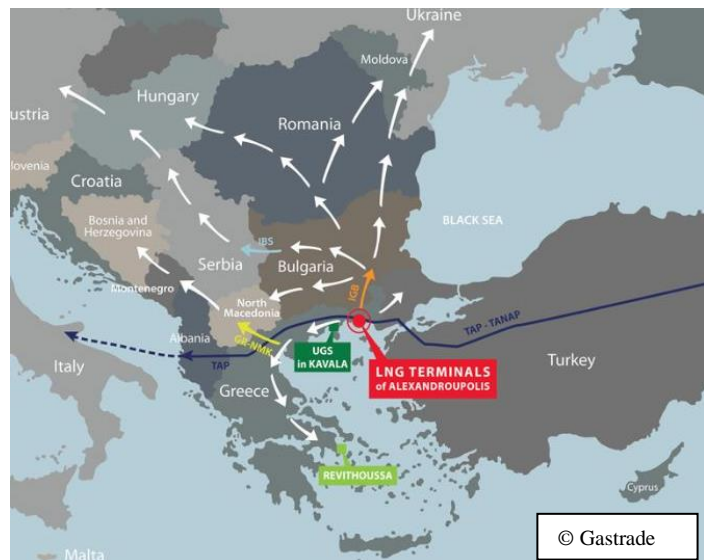 Ukraine
Moldova
Hungary
ustria
Romania
lovenia
Croatia
Bosnia and
Herzegovina
BLACK SEA
IBS
Serbia
Bulgaria
Montenegro
IGB
North
Macedonia
GR-NMK
TAP - TANAP
Albania
TAP
UGS
in KAVALA
LNG TERMINALS
of ALEXANDROUPOLIS
Italy
Turkey
Greece
REVITHOUSSA
Cyprus
© Gastrade
Malta